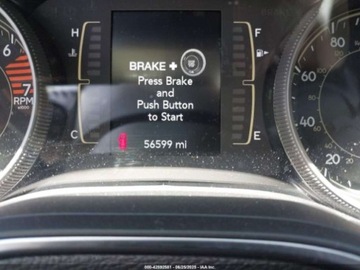 H
F
6
7
RPM
BRAKE +
Press Brake
and
Push Button
to Start
C
E
56599 mi
80
60
40
20